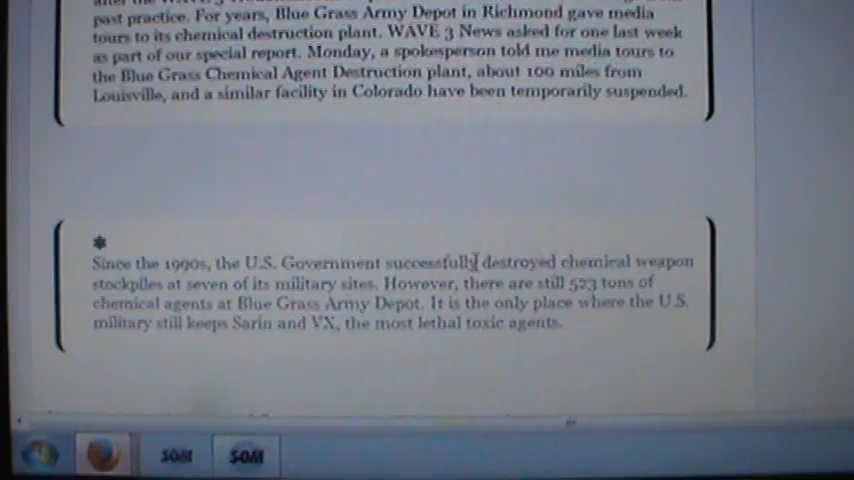 past practice. For years, Blue Grass Army Depot in Richmond gave media
tours to its chemical destruction plant. WAVE 3 News asked for one last week
as part of our special report. Monday, a spokesperson told me media tours to
the Blue Grass Chemical Agent Destruction plant, about 100 miles from
Louisville, and a similar facility in Colorado have been temporarily suspended.
*
Since the 1990s, the U.S. Government successfully destroyed chemical weapon
stockpiles at seven of its military sites. However, there are still 523 tons of
chemical agents at Blue Grass Army Depot. It is the only place where the U.S.
military still keeps Sarin and VX, the most lethal toxic agents.
SOM SOM